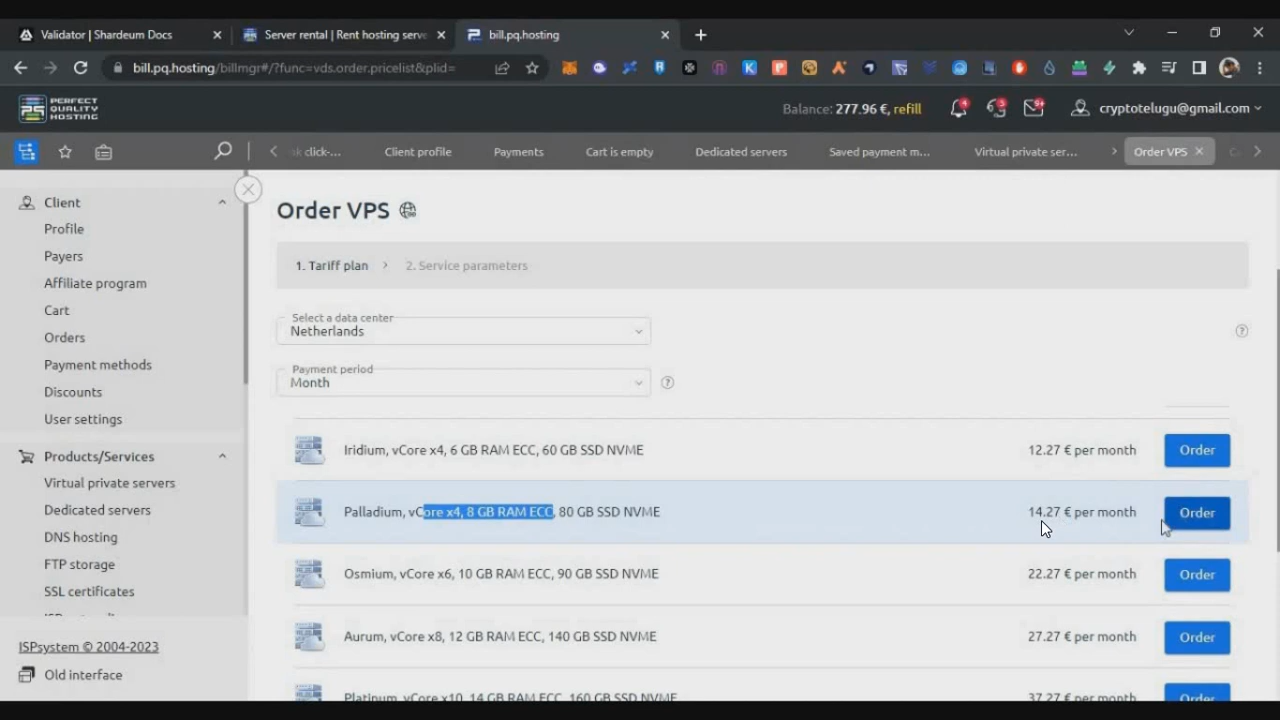 Validator | Shardeum Docs
Server rental | Rent hosting serve
bill.pq.hosting
bill.pq.hosting/billmgr#/?func=vds.order.pricelist&plid=
PERFECT
QUALITY
HOSTING
Balance: 277.96 €, refill
4
3
9+
cryptotelugu@gmail.com
click-...
Client profile
Payments
Cart is empty
Dedicated servers
Saved payment m...
Virtual private ser...
Order VPS
Client
Profile
Payers
Affiliate program
Cart
Orders
Payment methods
Discounts
User settings
Products/Services
Virtual private servers
Dedicated servers
DNS hosting
FTP storage
SSL certificates
ISPsystem © 2004-2023
Old interface
Order VPS
1. Tariff plan
2. Service parameters
Select a data center
Netherlands
Payment period
Month
Iridium, vCore x4, 6 GB RAM ECC, 60 GB SSD NVME
12.27 € per month
Order
Palladium, vCore x4, 8 GB RAM ECC, 80 GB SSD NVME
14.27 € per month
Order
Osmium, vCore x6, 10 GB RAM ECC, 90 GB SSD NVME
22.27 € per month
Order
Aurum, vCore x8, 12 GB RAM ECC, 140 GB SSD NVME
27.27 € per month
Order
Platinum, vCore x10, 14 GB RAM ECC, 160 GB SSD NVME
37.27 € per month
Order